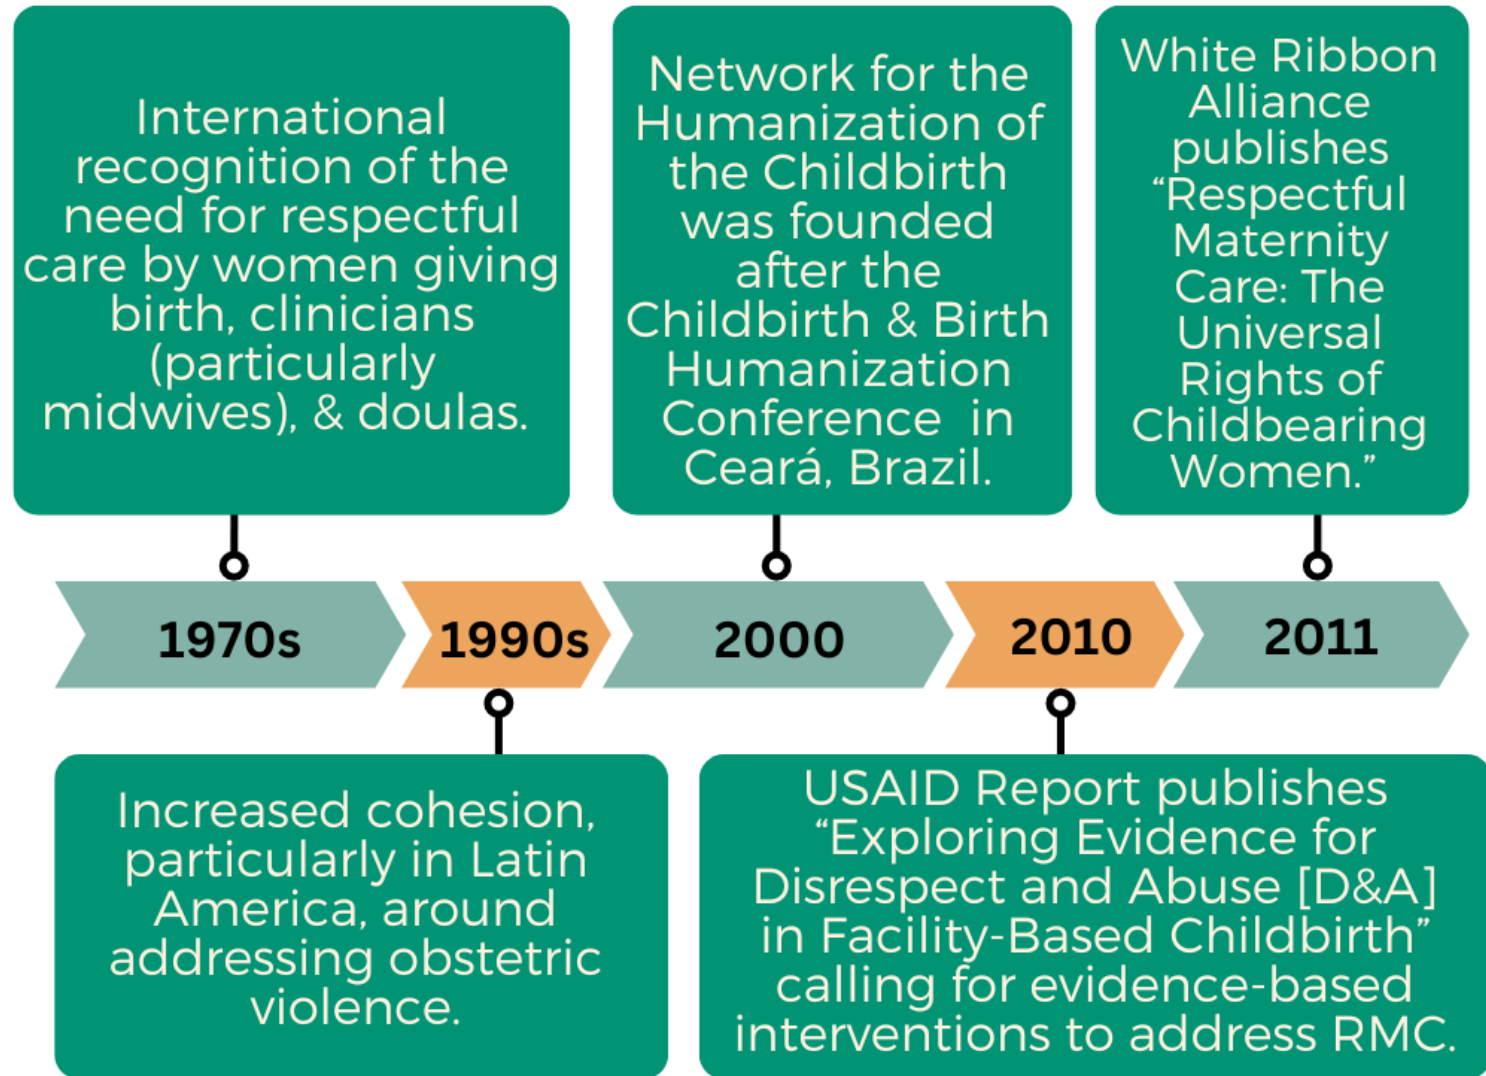 International
recognition of the
need for respectful
care by women giving
birth, clinicians
(particularly
midwives), & doulas.
Network for the
Humanization of
the Childbirth
was founded
after the
Childbirth & Birth
Humanization
Conference in
Ceará, Brazil.
White Ribbon
Alliance
publishes
“Respectful
Maternity
Care: The
Universal
Rights of
Childbearing
Women.”
1970s
1990s
2000
2010
2011
Increased cohesion,
particularly in Latin
America, around
addressing obstetric
violence.
USAID Report publishes
“Exploring Evidence for
Disrespect and Abuse [D&A]
in Facility-Based Childbirth”
calling for evidence-based
interventions to address RMC.